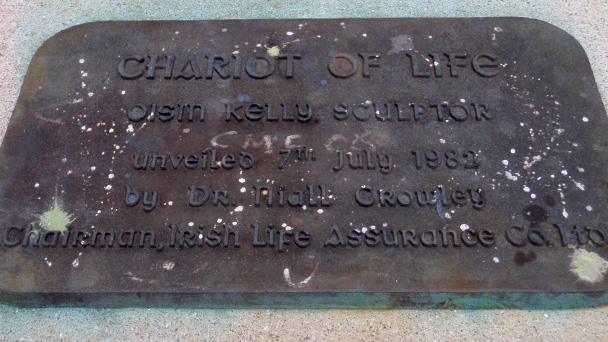 CHARIOT OF LIFE
OISIN KELLY, SCULPTOR
unveiled 7th July 1982
by Dr. Niall Crowley
Chairman, Irish Life Assurance Co. Ltd